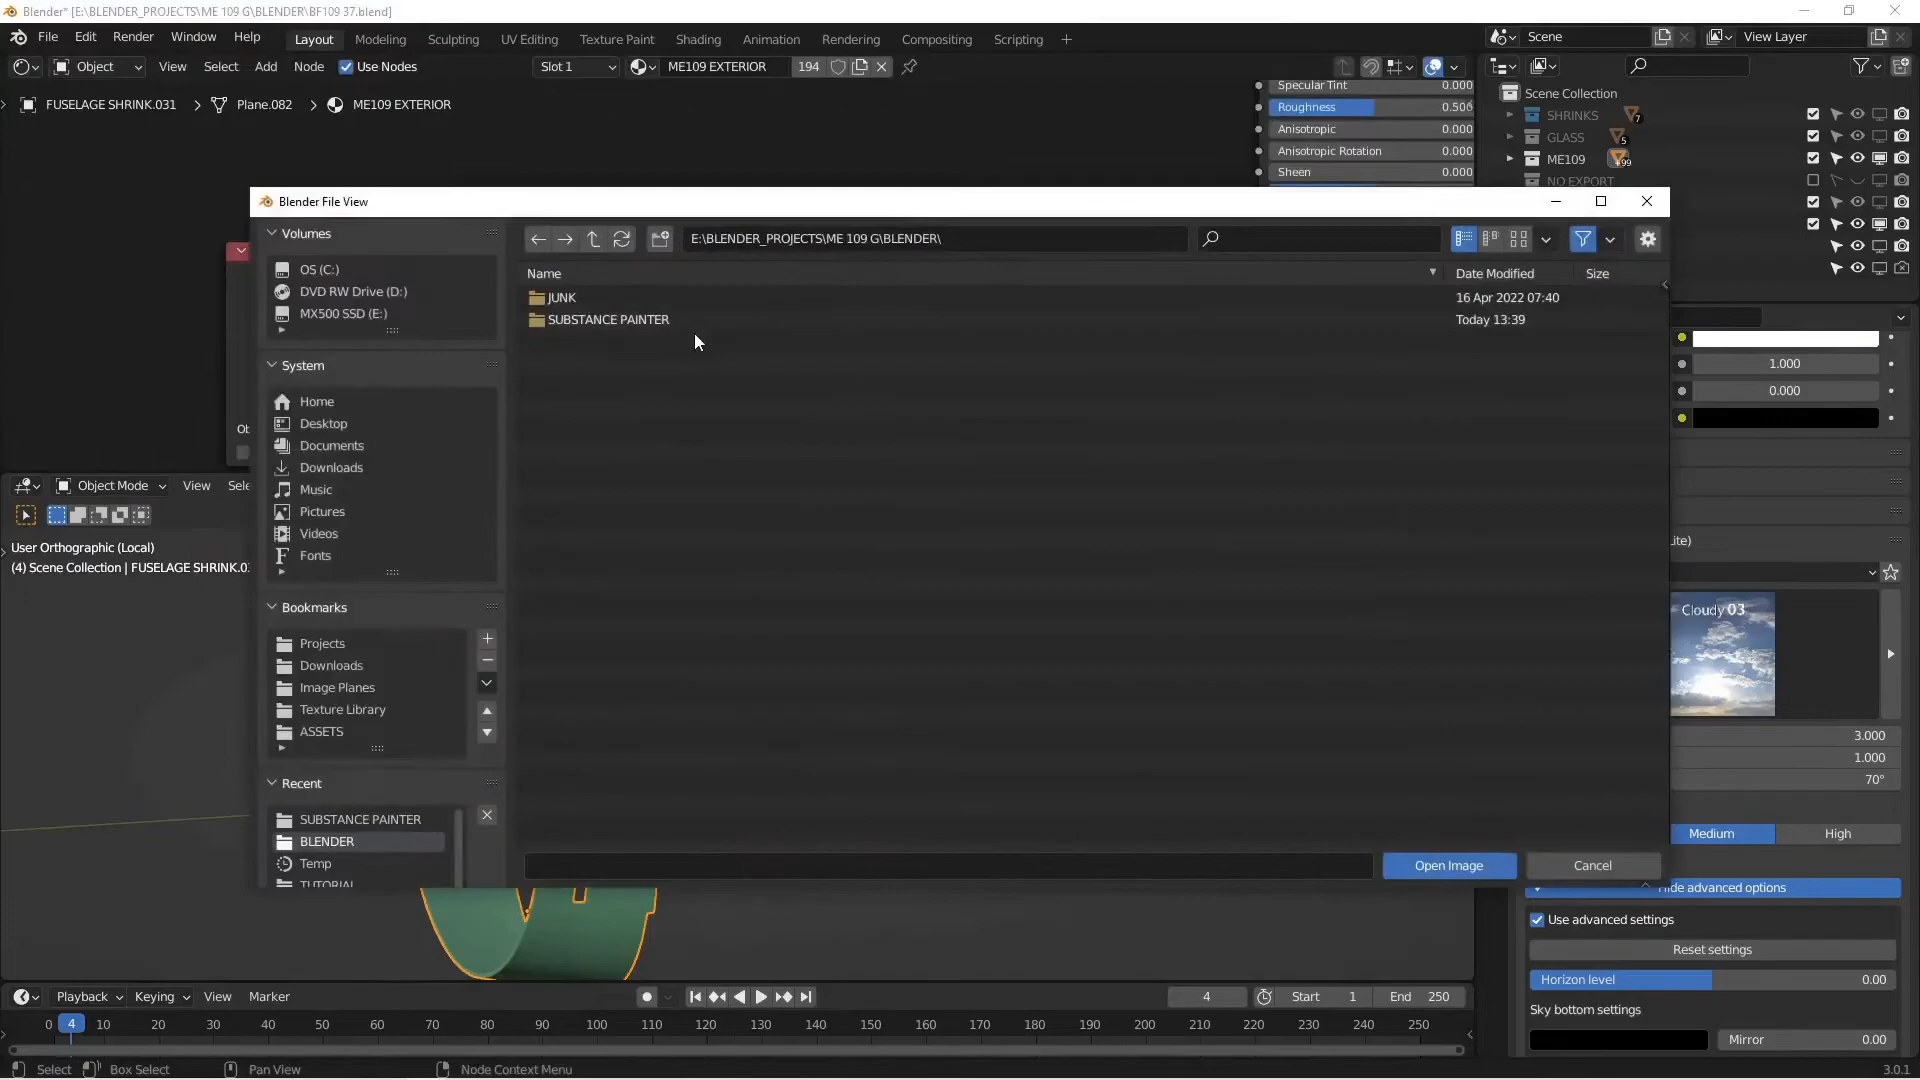 Blender* [E:\BLENDER_PROJECTS\ME 109 G\BLENDER\BF109 37.blend]
File Edit Render Window Help Layout Modeling Sculpting UV Editing Texture Paint Shading Animation Rendering Compositing Scripting + Scene View Layer
Object View Select Add Node Use Nodes Slot 1 ME109 EXTERIOR 194
FUSELAGE SHRINK.031 > Plane.082 > ME109 EXTERIOR
Specular Tint 0.000
Roughness 0.500
Anisotropic 0.000
Anisotropic Rotation 0.000
Sheen 0.000
Scene Collection
SHRINKS 7
GLASS 5
ME109 99
NO EXPORT
Blender File View
Volumes
OS (C:)
DVD RW Drive (D:)
MX500 SSD (E:)
System
Home
Desktop
Documents
Downloads
Music
Pictures
Videos
Fonts
Bookmarks
Projects
Downloads
Image Planes
Texture Library
ASSETS
Recent
SUBSTANCE PAINTER
BLENDER
Temp
TUTORIAL
E:\BLENDER_PROJECTS\ME 109 G\BLENDER\
Name Date Modified Size
JUNK 16 Apr 2022 07:40
SUBSTANCE PAINTER Today 13:39
Open Image Cancel
Ob
Object Mode View Sele
User Orthographic (Local)
(4) Scene Collection | FUSELAGE SHRINK.03
1.000
0.000
ite)
Cloudy 03
3.000
1.000
70°
Medium High
Hide advanced options
Use advanced settings
Reset settings
Horizon level 0.00
Sky bottom settings
Mirror 0.00
Playback Keying View Marker 4 Start 1 End 250
0 4 10 20 30 40 50 60 70 80 90 100 110 120 130 140 150 160 170 180 190 200 210 220 230 240 250
Select Box Select Pan View Node Context Menu 3.0.1